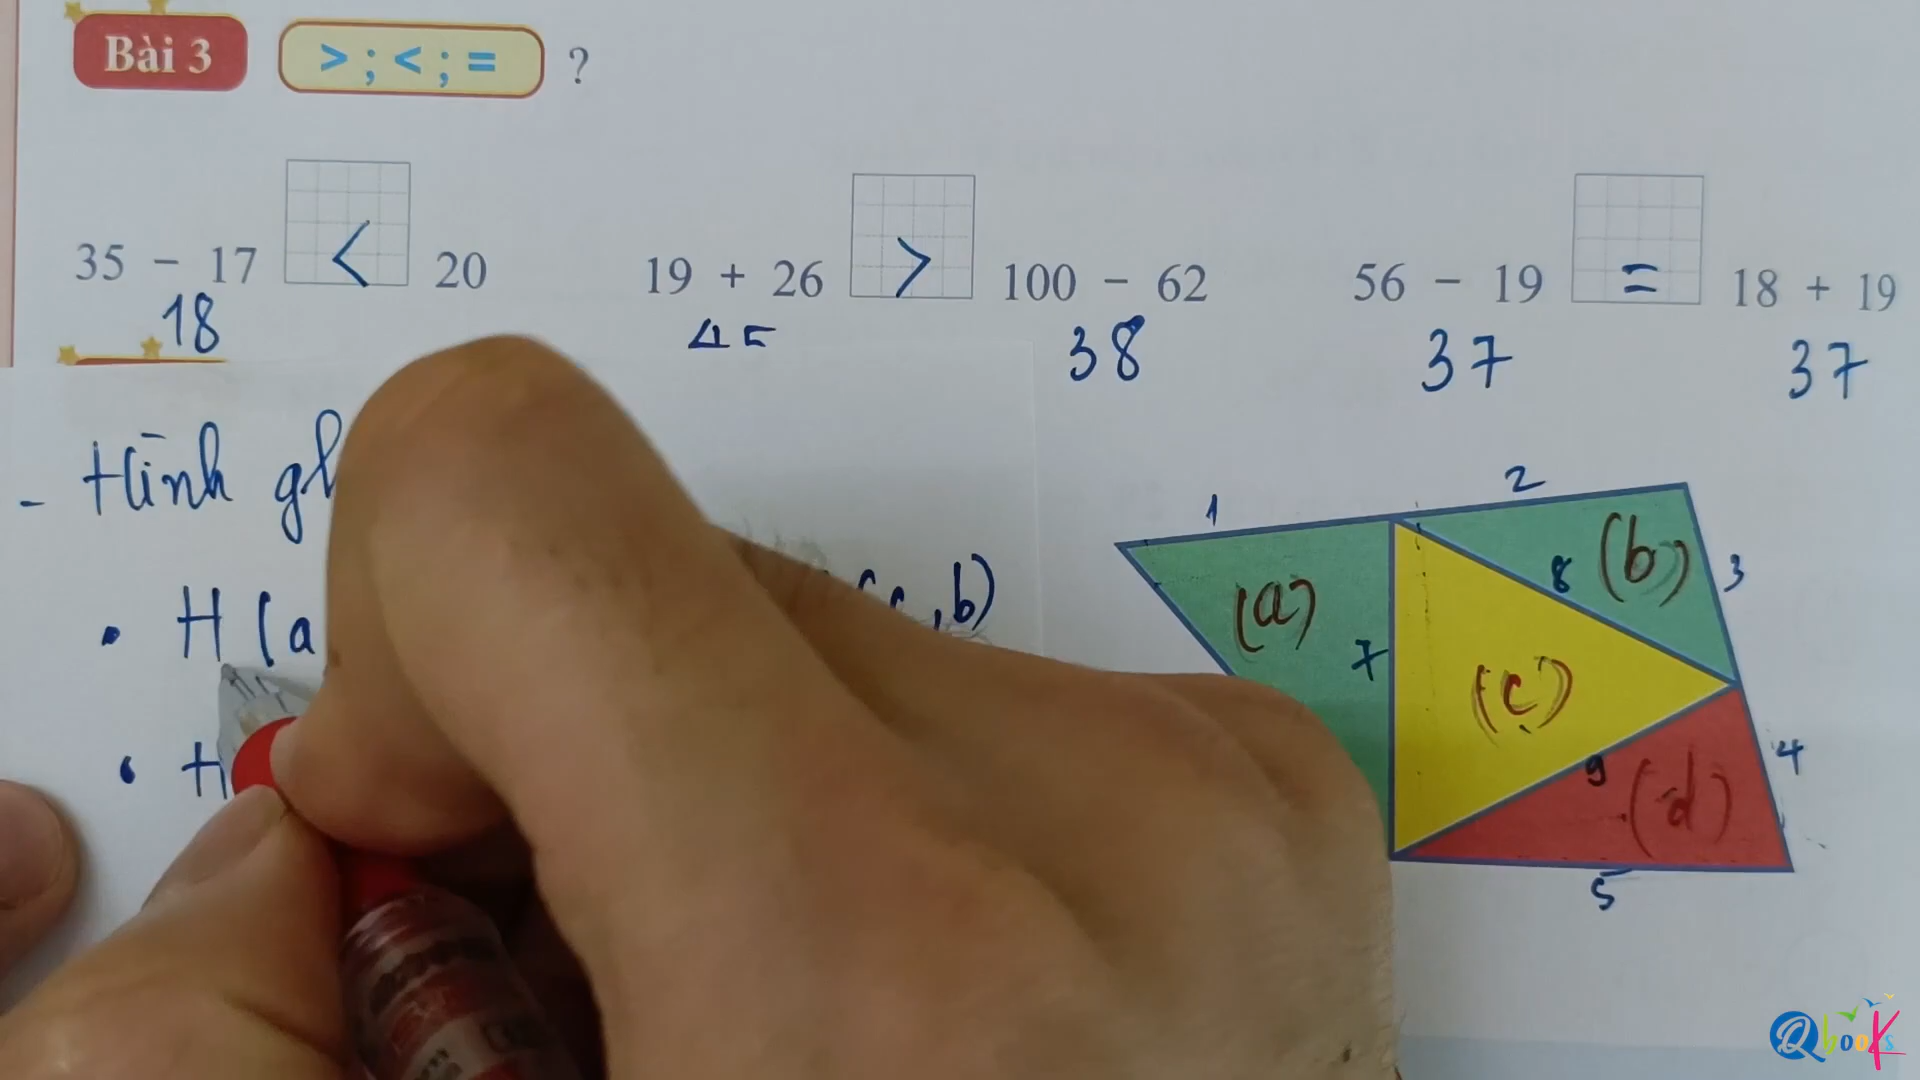 Bài 3 > ; < ; = ?
35 - 17 < 20
19 + 26 > 100 - 62
56 - 19 = 18 + 19
18
45
38
37
37
- Hình
• H (a
,b)
•
1
2
3
4
5
7
8
9
(a)
(b)
(c)
(d)
Qbooks